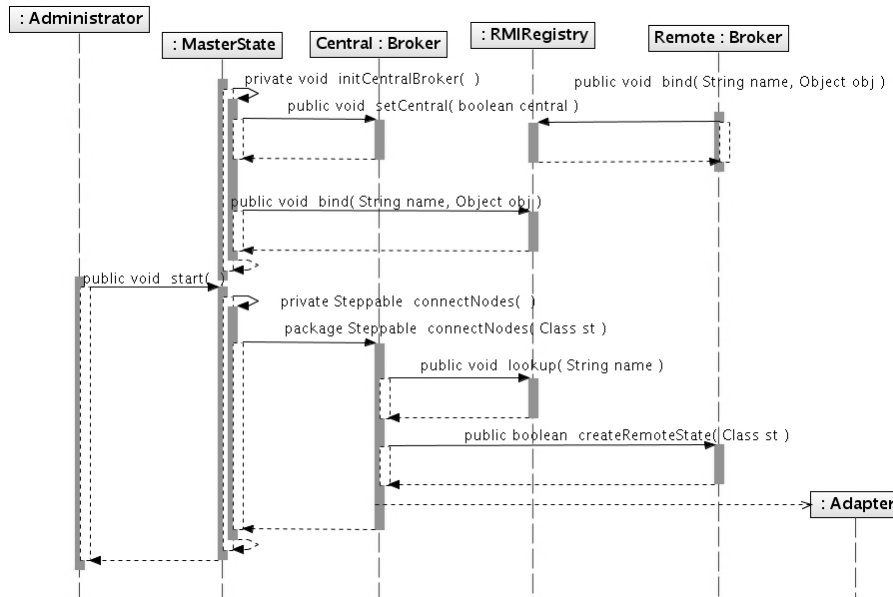 : Administrator
: MasterState
Central : Broker
: RMIRegistry
Remote : Broker
private void initCentralBroker( )
public void bind( String name, Object obj )
public void setCentral( boolean central )
public void bind( String name, Object obj )
public void start( )
private Steppable connectNodes( )
package Steppable connectNodes( Class st )
public void lookup( String name )
public boolean createRemoteState( Class st )
: Adapter